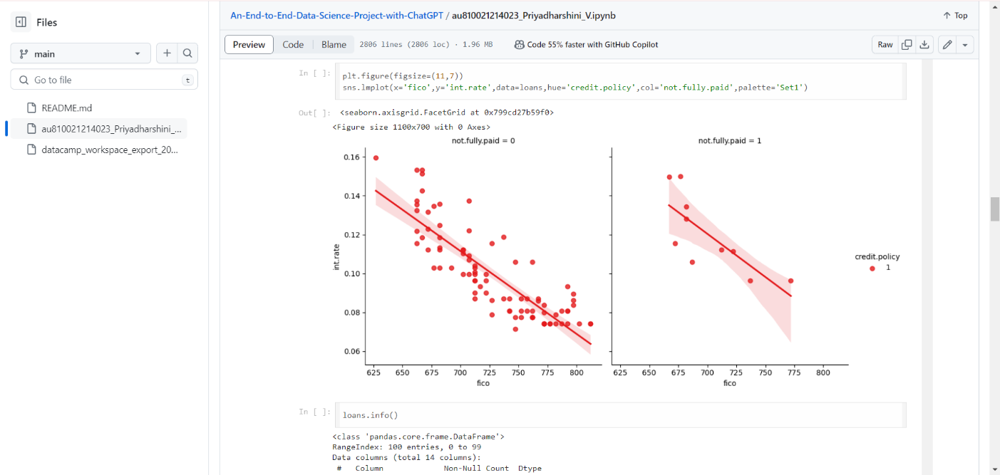 Files
main
Go to file
t
README.md
au810021214023_Priyadharshini_...
datacamp_workspace_export_20...
An-End-to-End-Data-Science-Project-with-ChatGPT / au810021214023_Priyadharshini_V.ipynb
Top
Preview
Code
Blame
2806 lines (2806 loc) · 1.96 MB
Code 55% faster with GitHub Copilot
Raw
In [ ]:
plt.figure(figsize=(11,7))
sns.lmplot(x='fico',y='int.rate',data=loans,hue='credit.policy',col='not.fully.paid',palette='Set1')
Out[ ]:
<seaborn.axisgrid.FacetGrid at 0x799cd27b59f0>
<Figure size 1100x700 with 0 Axes>
not.fully.paid = 0
not.fully.paid = 1
0.16
0.14
0.12
0.10
0.08
0.06
int.rate
625 650 675 700 725 750 775 800
fico
625 650 675 700 725 750 775 800
fico
credit.policy
1
In [ ]:
loans.info()
<class 'pandas.core.frame.DataFrame'>
RangeIndex: 100 entries, 0 to 99
Data columns (total 14 columns):
# Column Non-Null Count Dtype